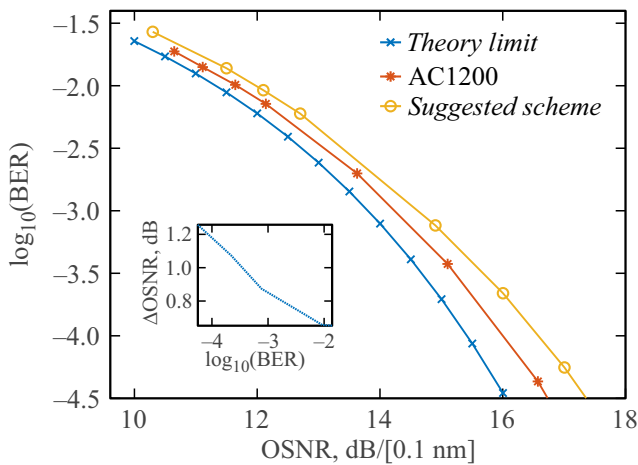 −1.5
−2.0
−2.5
−3.0
−3.5
−4.0
−4.5
log10(BER)
Theory limit
AC1200
Suggested scheme
1.2
1.0
0.8
ΔOSNR, dB
−4 −3 −2
log10(BER)
10 12 14 16 18
OSNR, dB/[0.1 nm]